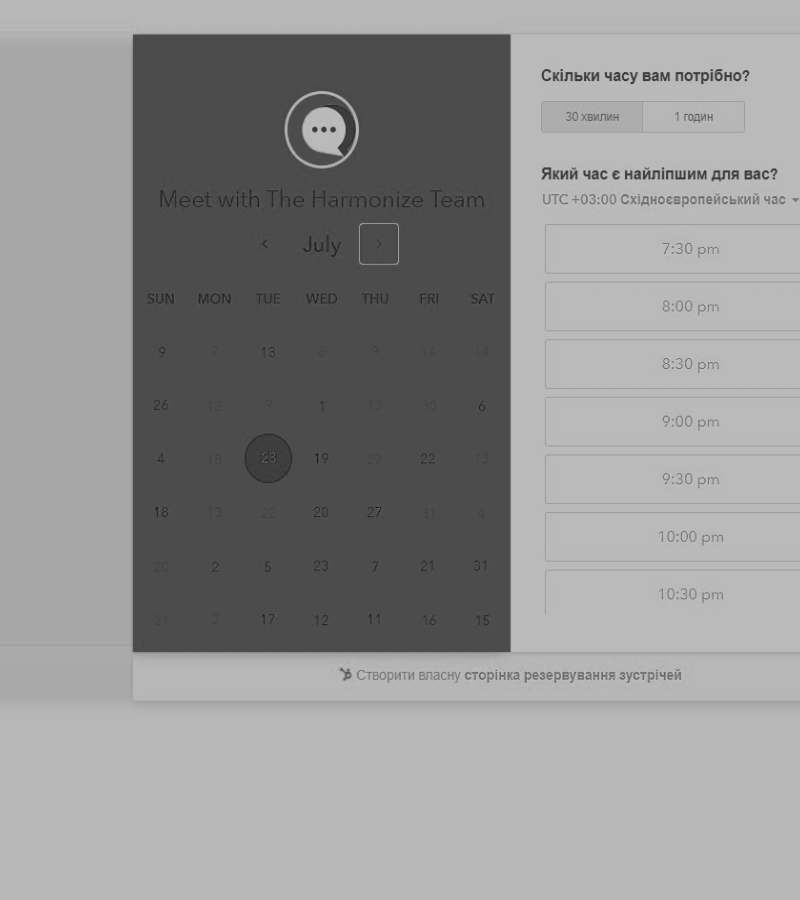 Meet with The Harmonize Team
July
SUN MON TUE WED THU FRI SAT
9 7 13 8 9 14 14
26 18 9 1 13 30 6
4 18 23 19 27 22 13
18 13 22 20 27 31 4
20 2 5 23 7 21 31
21 2 17 12 11 16 15
Скільки часу вам потрібно?
30 хвилин 1 годин
Який час є найліпшим для вас?
UTC +03:00 Східноєвропейський час
7:30 pm
8:00 pm
8:30 pm
9:00 pm
9:30 pm
10:00 pm
10:30 pm
Створити власну сторінка резервування зустрічей